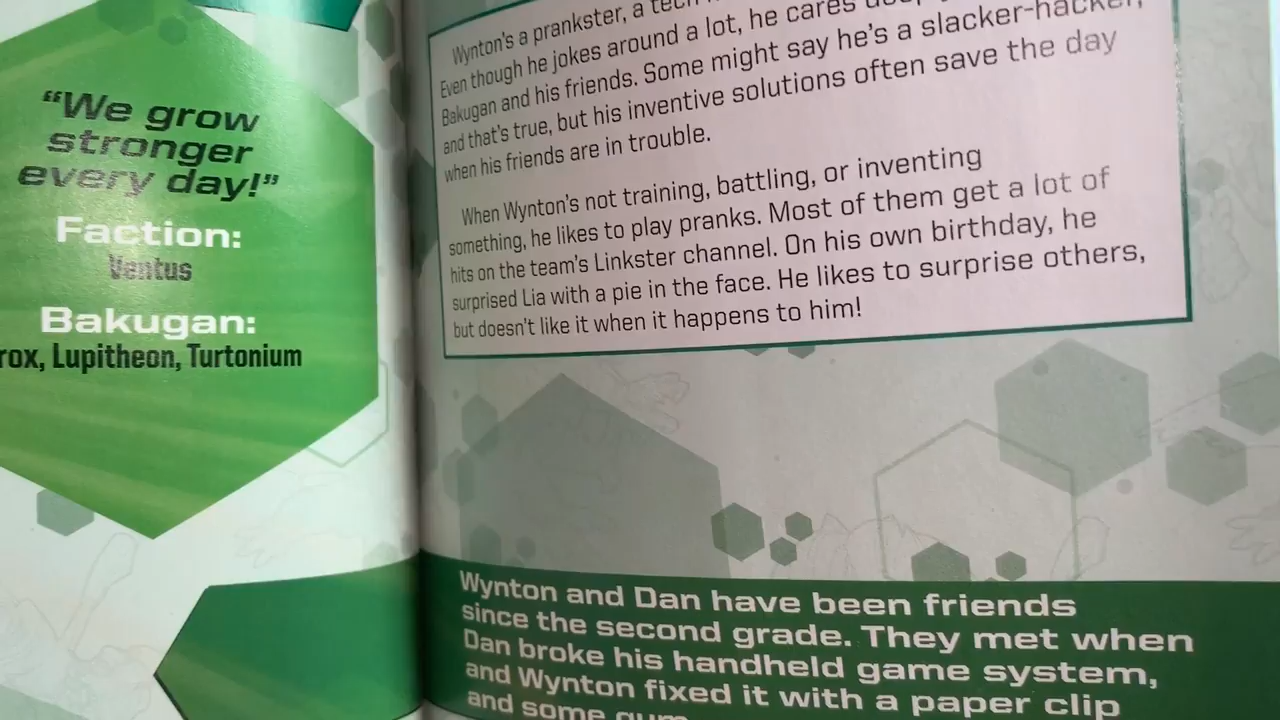 “We grow
stronger
every day!”
Faction:
Ventus
Bakugan:
Lupitheon, Turtonium
Wynton's a prankster, a tech
Even though he jokes around a lot, he cares
Bakugan and his friends. Some might say he's a slacker-hacker,
and that's true, but his inventive solutions often save the day
when his friends are in trouble.
When Wynton's not training, battling, or inventing
something, he likes to play pranks. Most of them get a lot of
hits on the team's Linkster channel. On his own birthday, he
surprised Lia with a pie in the face. He likes to surprise others,
but doesn't like it when it happens to him!
Wynton and Dan have been friends
since the second grade. They met when
Dan broke his handheld game system,
and Wynton fixed it with a paper clip
and some gum